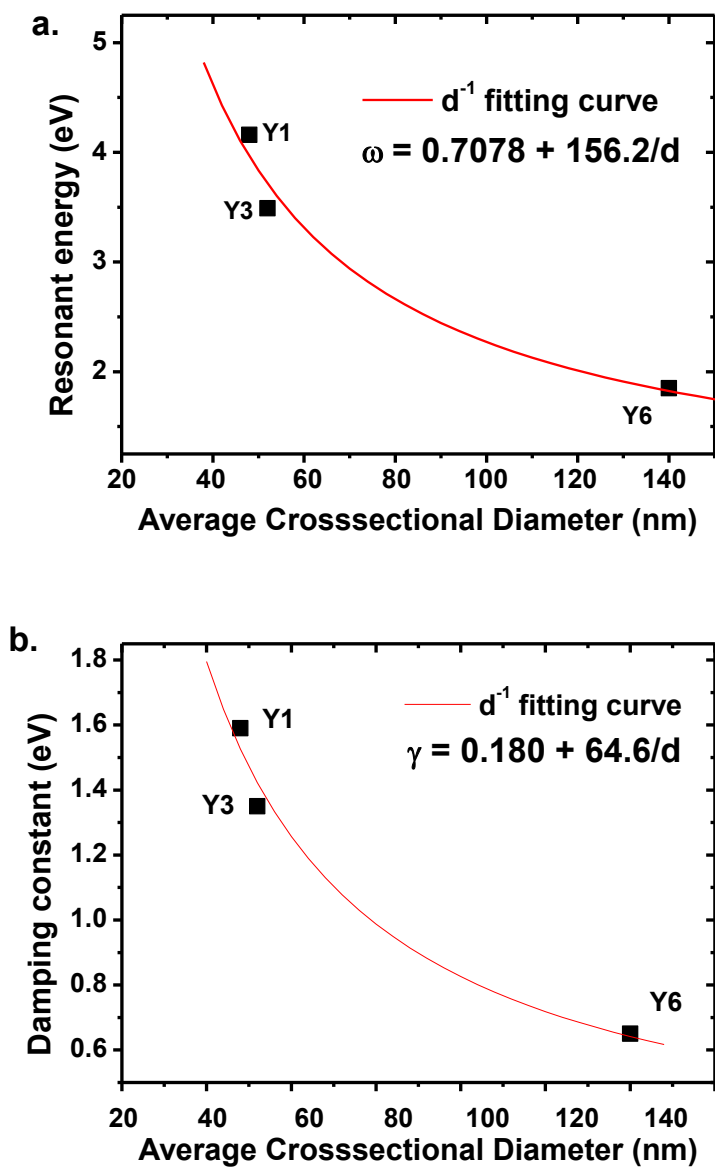 a.
5
4
3
2
Resonant energy (eV)
d⁻¹ fitting curve
ω = 0.7078 + 156.2/d
Y1
Y3
Y6
20 40 60 80 100 120 140
Average Crosssectional Diameter (nm)
b.
1.8
1.6
1.4
1.2
1.0
0.8
0.6
Damping constant (eV)
d⁻¹ fitting curve
γ = 0.180 + 64.6/d
Y1
Y3
Y6
20 40 60 80 100 120 140
Average Crosssectional Diameter (nm)